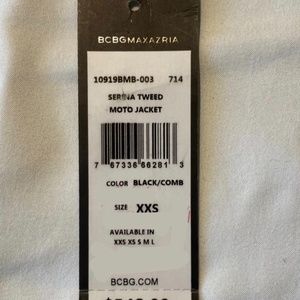 BCBGMAXAZRIA
10919BMB-003 714
SERINA TWEED
MOTO JACKET
7 67336 66281 3
COLOR BLACK/COMB
SIZE XXS
AVAILABLE IN
XXS XS S M L
BCBG.COM